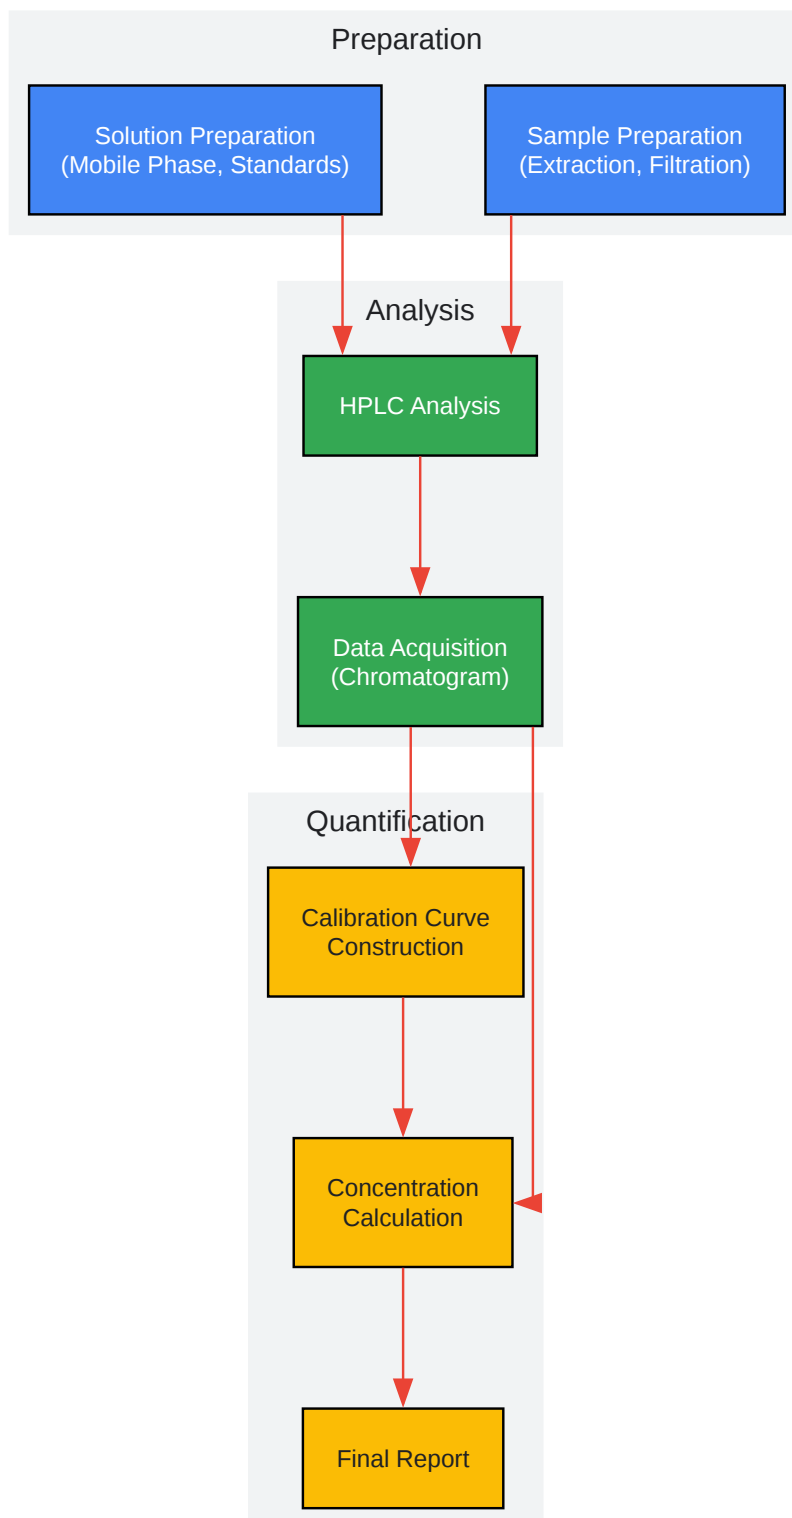 Preparation
Solution Preparation
(Mobile Phase, Standards)
Sample Preparation
(Extraction, Filtration)
Analysis
HPLC Analysis
Data Acquisition
(Chromatogram)
Quantification
Calibration Curve
Construction
Concentration
Calculation
Final Report